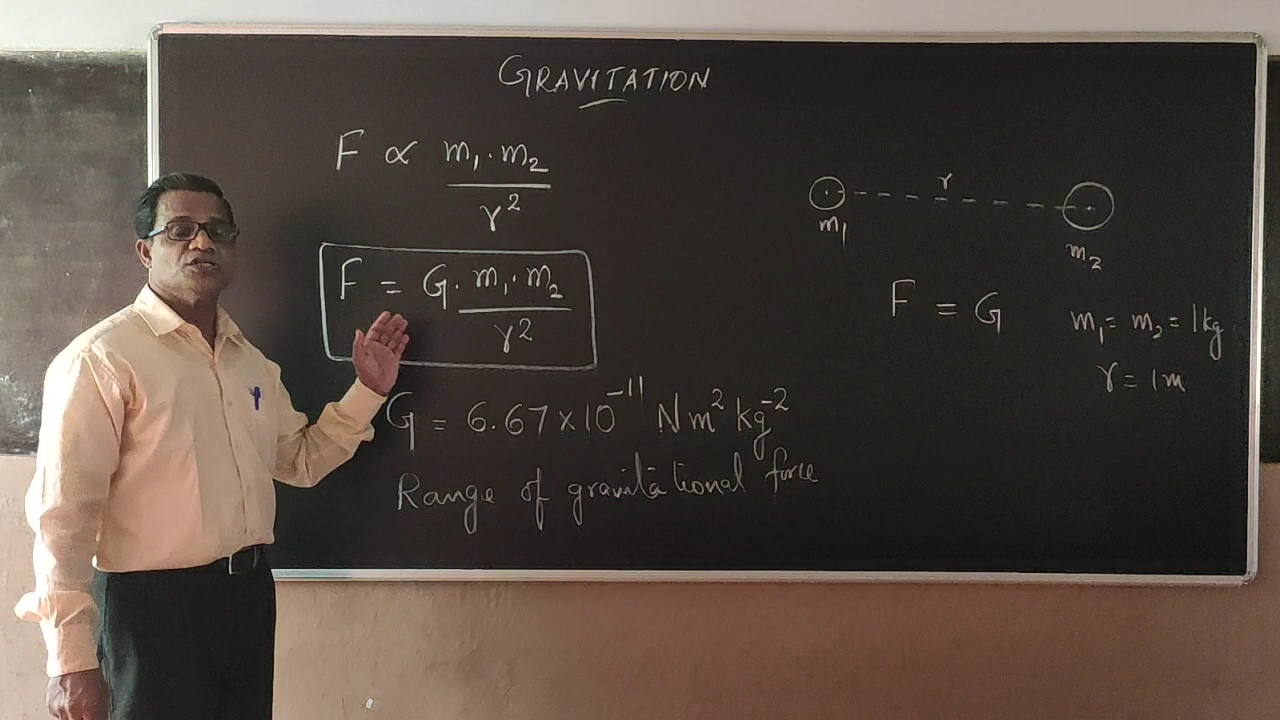 GRAVITATION
F ∝ m₁ . m₂
r²
F = G . m₁ . m₂
r²
G = 6.67 × 10⁻¹¹ N m² kg⁻²
Range of gravitational force
r
m₁
m₂
F = G
m₁ = m₂ = 1 kg
r = 1 m